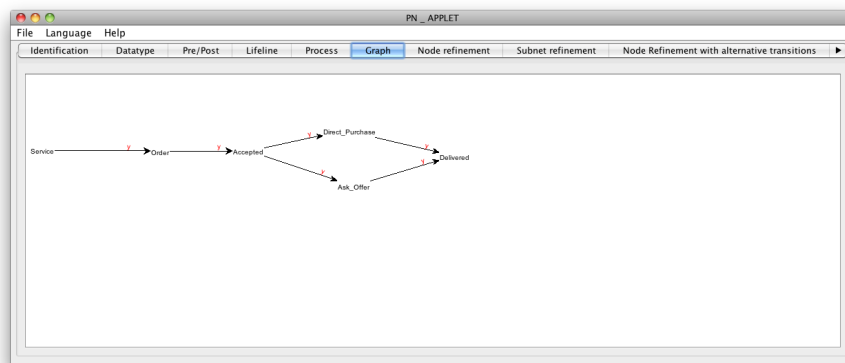 PN _ APPLET
File Language Help
Identification Datatype Pre/Post Lifeline Process Graph Node refinement Subnet refinement Node Refinement with alternative transitions
Service y Order y Accepted
y Direct_Purchase y
y Ask_Offer y
Delivered